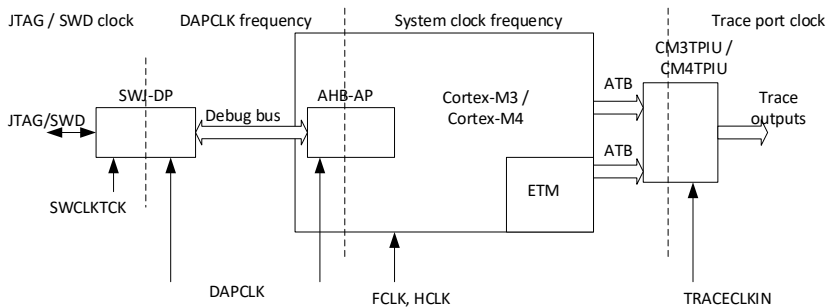 JTAG / SWD clock
DAPCLK frequency
System clock frequency
Trace port clock
CM3TPIU /
CM4TPIU
SWJ-DP
AHB-AP
ATB
Cortex-M3 /
Cortex-M4
JTAG/SWD
Debug bus
Trace
outputs
ATB
ETM
SWCLKTCK
DAPCLK
FCLK, HCLK
TRACECLKIN